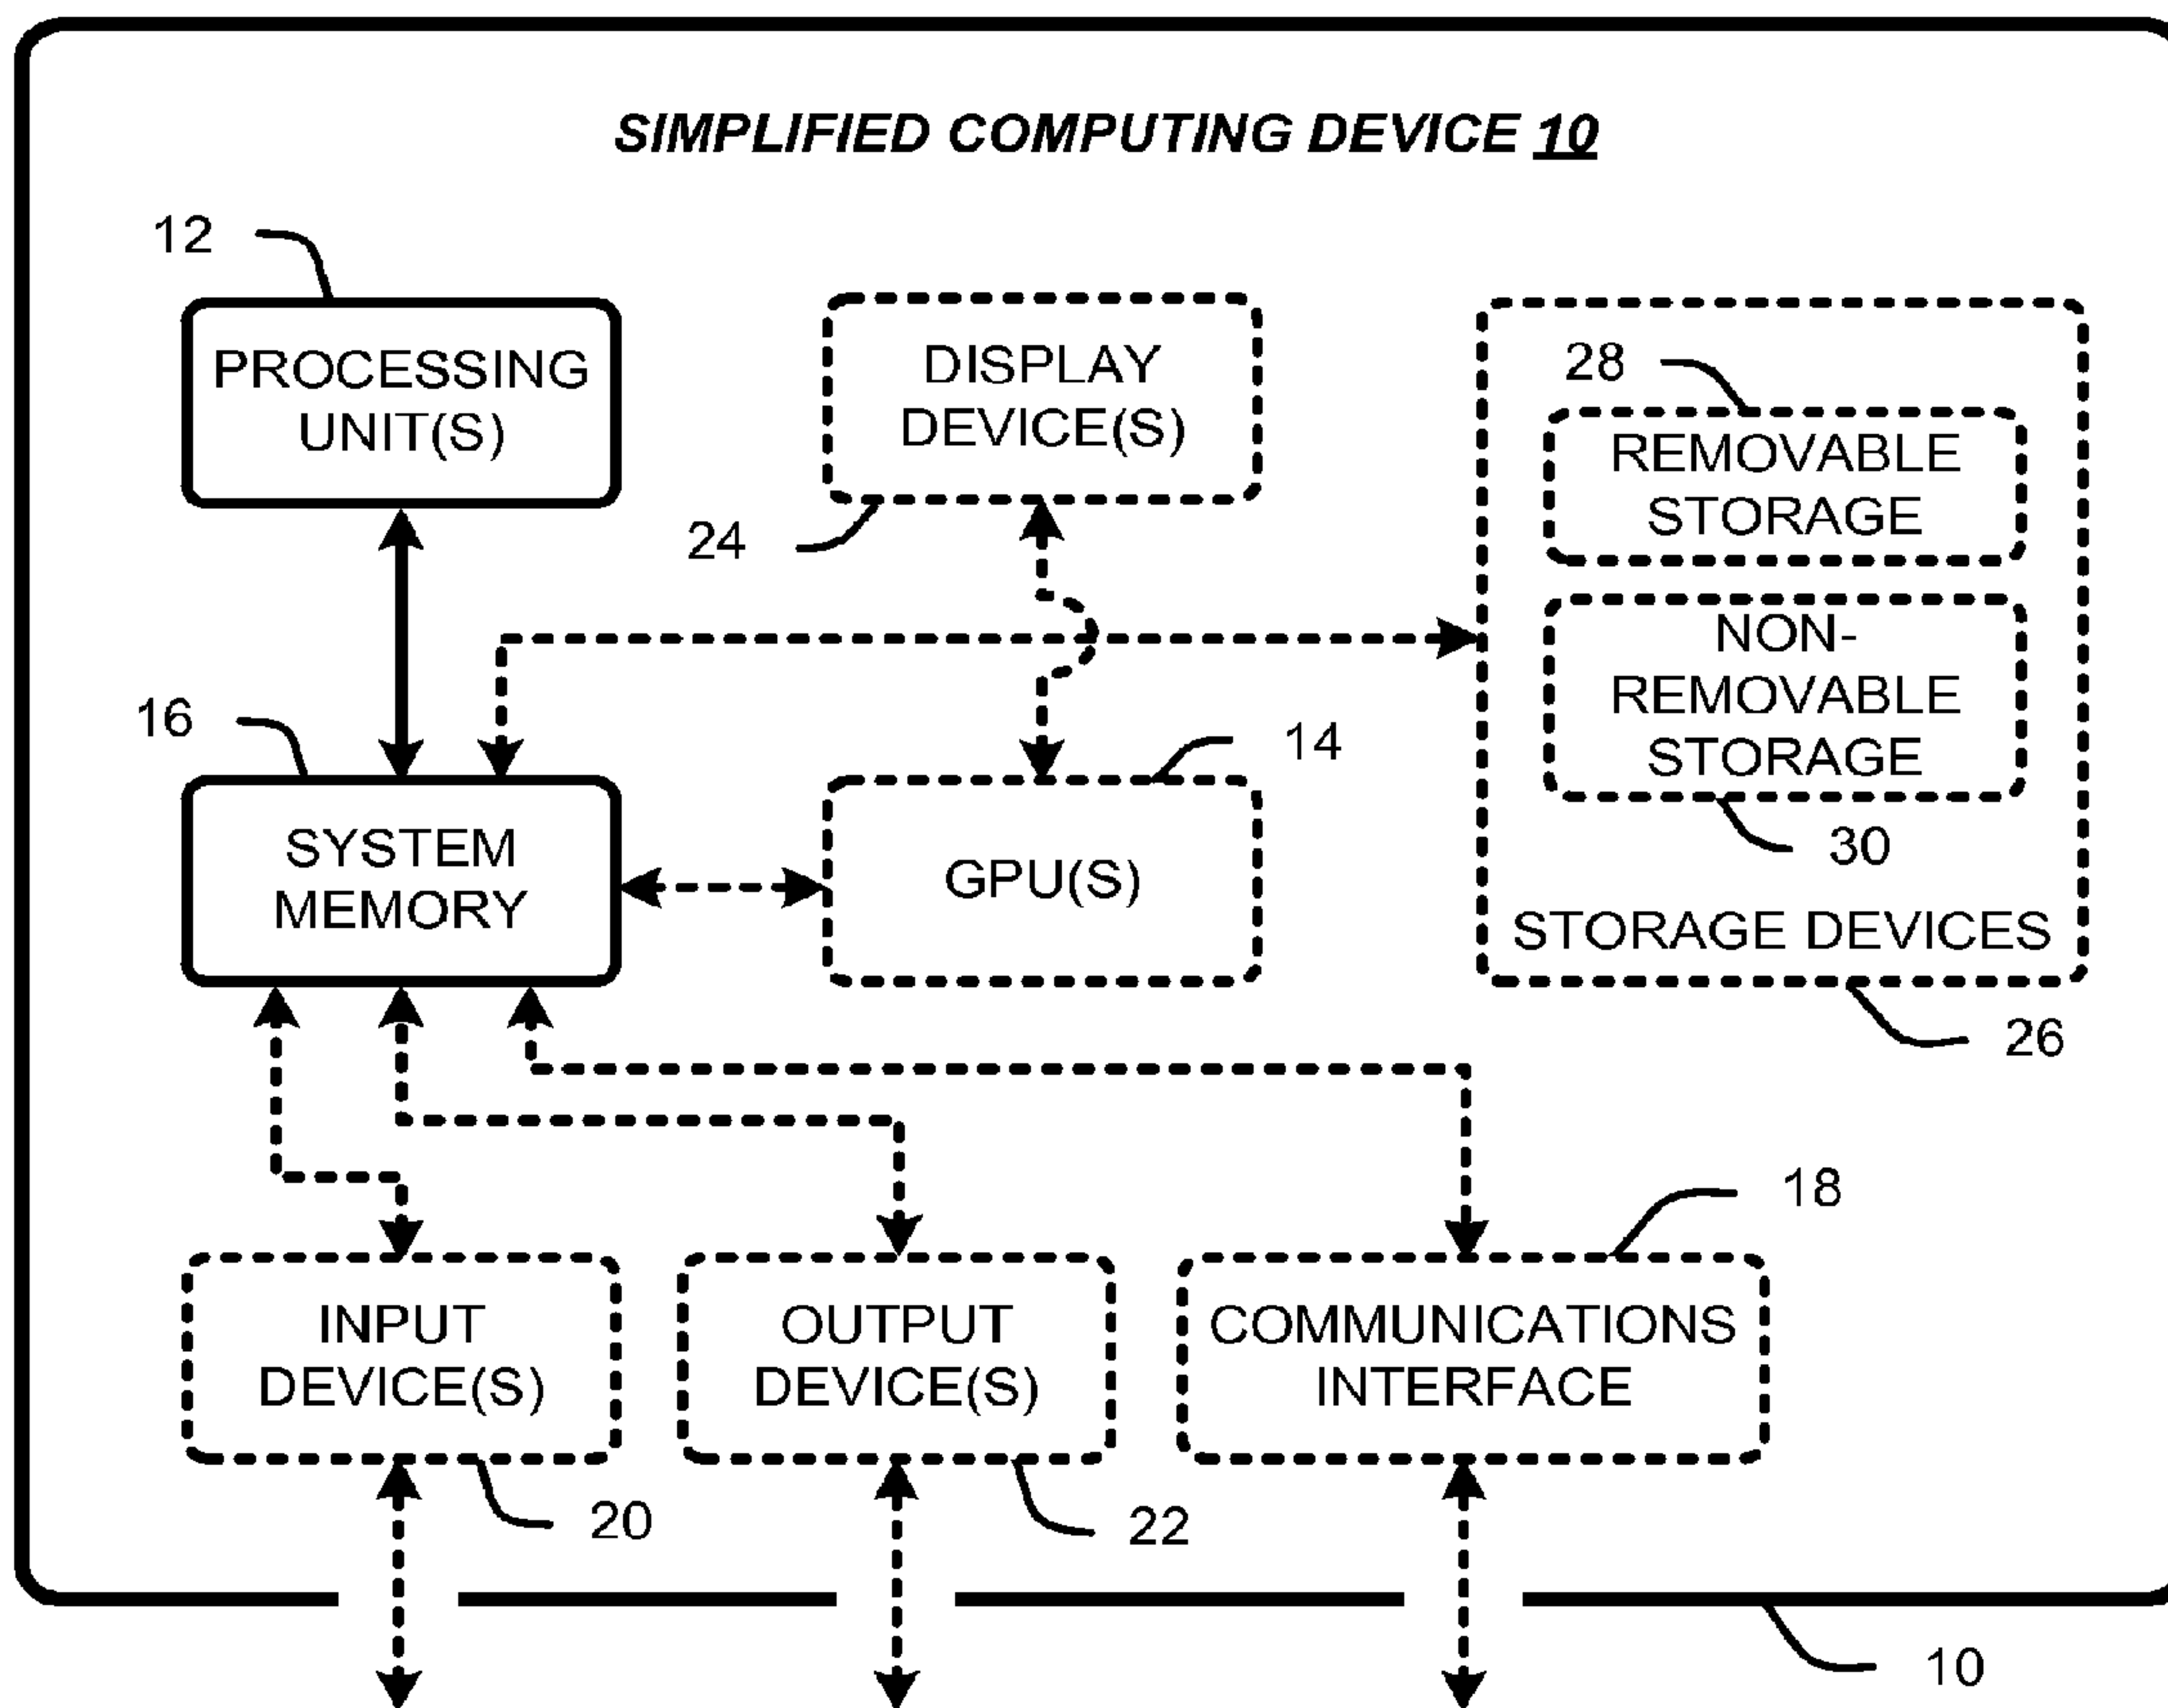 SIMPLIFIED COMPUTING DEVICE 10
12
PROCESSING
UNIT(S)
DISPLAY
DEVICE(S)
24
28
REMOVABLE
STORAGE
NON-
REMOVABLE
STORAGE
30
STORAGE DEVICES
26
16
SYSTEM
MEMORY
14
GPU(S)
18
INPUT
DEVICE(S)
20
OUTPUT
DEVICE(S)
22
COMMUNICATIONS
INTERFACE
10